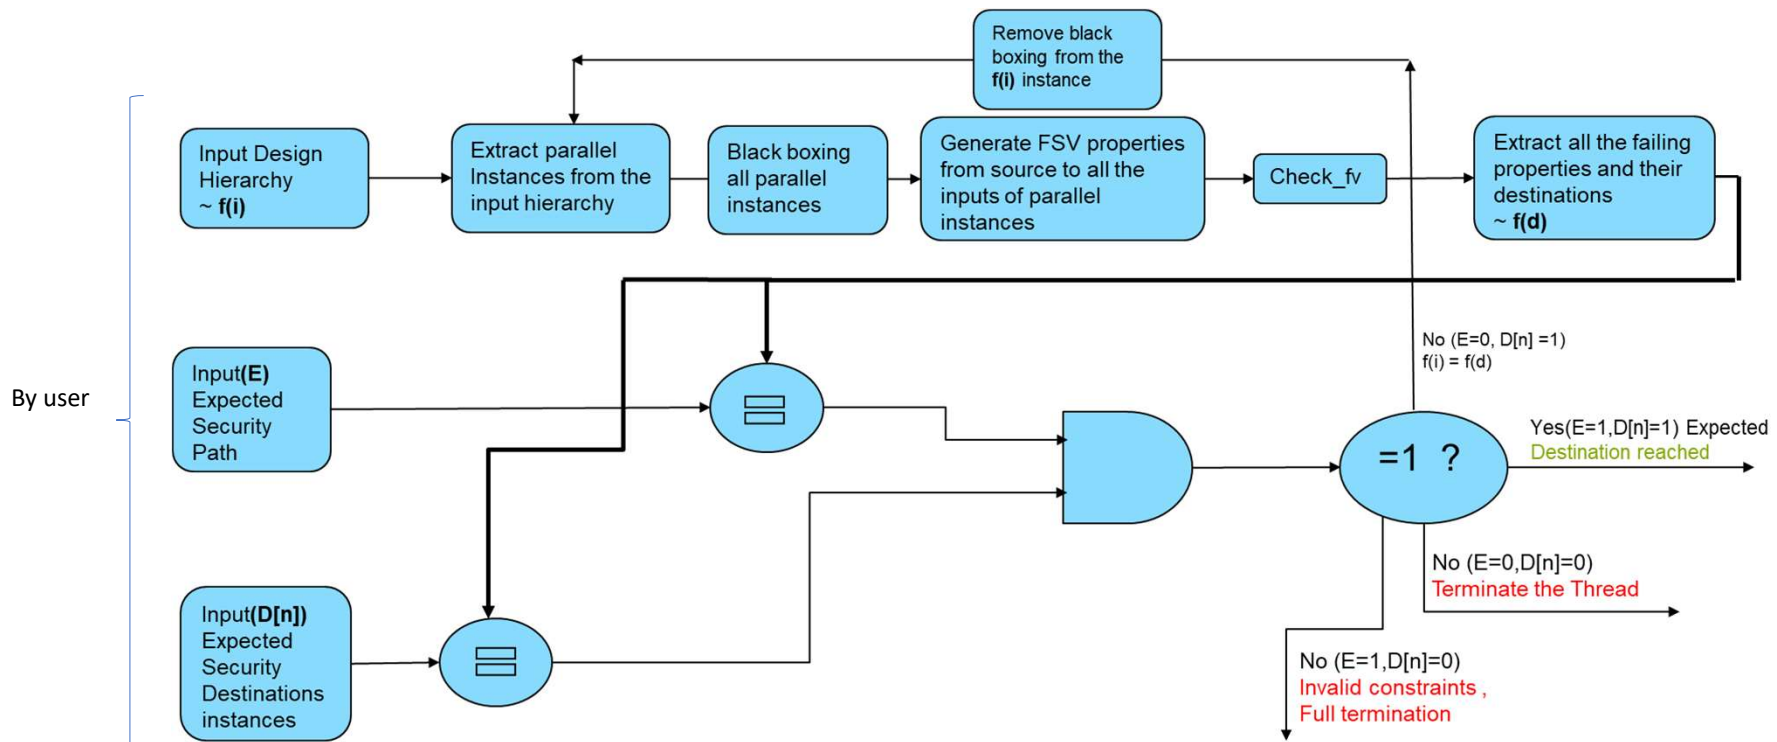 Remove black
boxing from the
f(i) instance
Input Design
Hierarchy
~ f(i)
Extract parallel
Instances from the
input hierarchy
Black boxing
all parallel
instances
Generate FSV properties
from source to all the
inputs of parallel
instances
Check_fv
Extract all the failing
properties and their
destinations
~ f(d)
No (E=0, D[n] =1)
f(i) = f(d)
By user
Input(E)
Expected
Security
Path
=1 ?
Yes(E=1,D[n]=1) Expected
Destination reached
No (E=0,D[n]=0)
Terminate the Thread
Input(D[n])
Expected
Security
Destinations
instances
No (E=1,D[n]=0)
Invalid constraints ,
Full termination